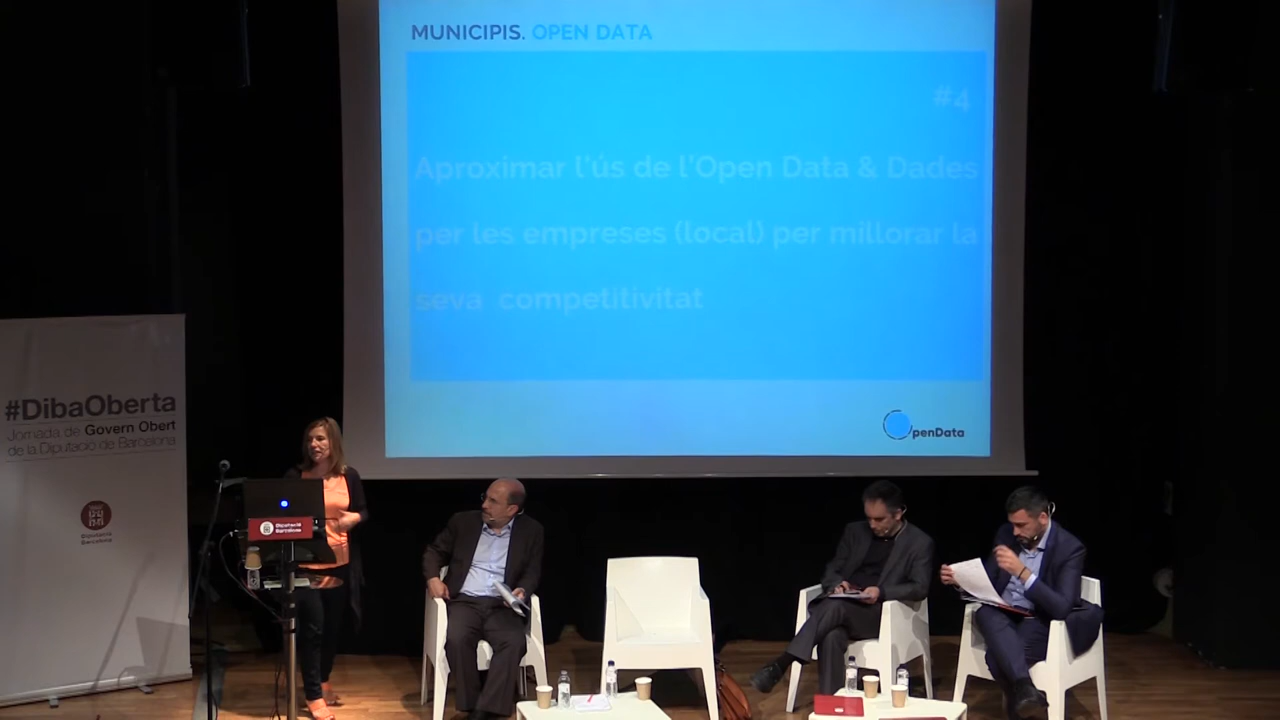 MUNICIPIS. OPEN DATA
#4
Aproximar l'ús de l'Open Data & Dades
per les empreses (local) per millorar la
seva competitivitat
OpenData
#DibaOberta
Jornada de Govern Obert
de la Diputació de Barcelona
Diputació
Barcelona
Diputació
Barcelona